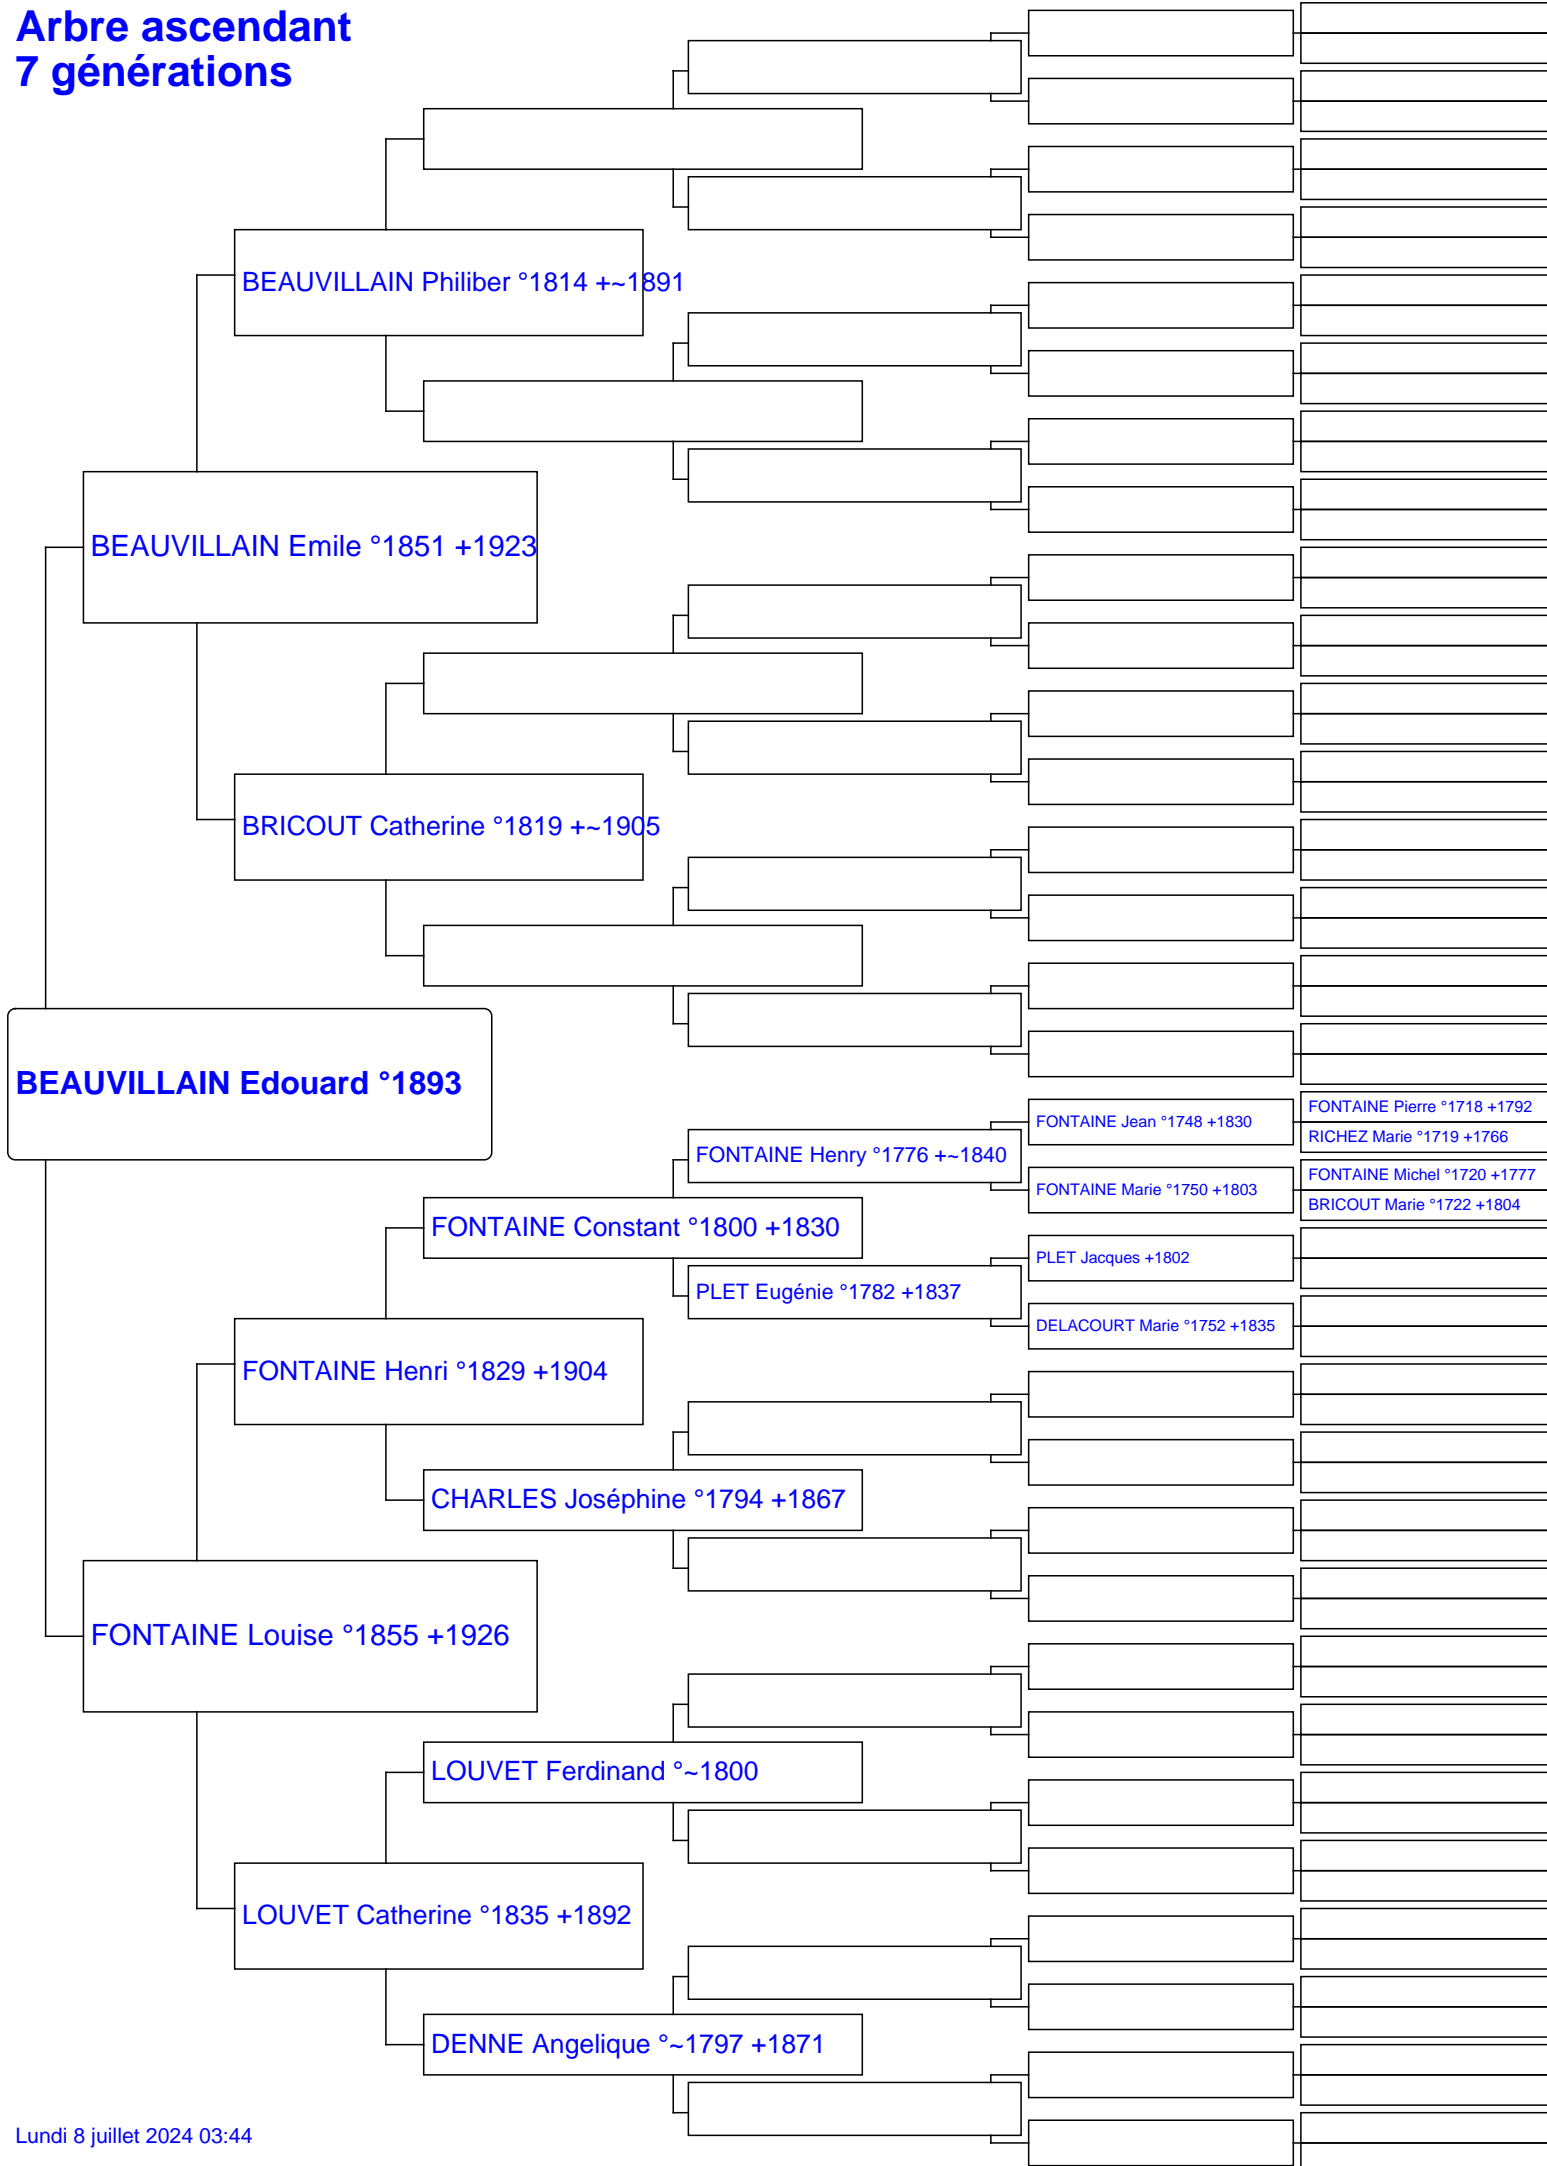 Arbre ascendant
7 générations
BEAUVILLAIN Philiber °1814 +~1891
BEAUVILLAIN Emile °1851 +1923
BRICOUT Catherine °1819 +~1905
BEAUVILLAIN Edouard °1893
FONTAINE Pierre °1718 +1792
FONTAINE Jean °1748 +1830
RICHEZ Marie °1719 +1766
FONTAINE Henry °1776 +~1840
FONTAINE Michel °1720 +1777
FONTAINE Marie °1750 +1803
BRICOUT Marie °1722 +1804
FONTAINE Constant °1800 +1830
PLET Jacques +1802
PLET Eugénie °1782 +1837
DELACOURT Marie °1752 +1835
FONTAINE Henri °1829 +1904
CHARLES Joséphine °1794 +1867
FONTAINE Louise °1855 +1926
LOUVET Ferdinand °~1800
LOUVET Catherine °1835 +1892
DENNE Angelique °~1797 +1871
Lundi 8 juillet 2024 03:44